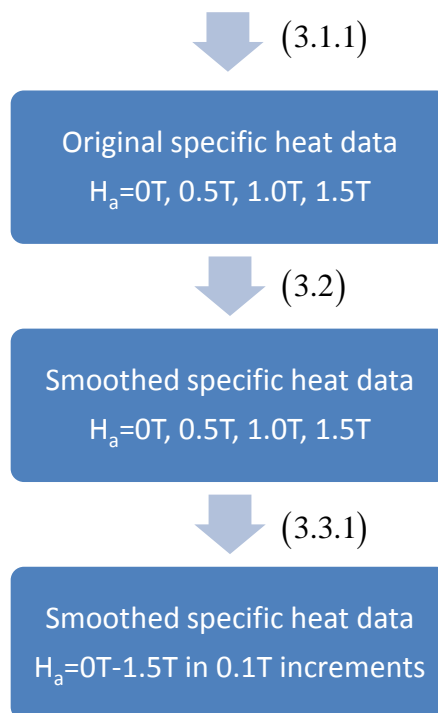 (3.1.1)
Original specific heat data
Hₐ=0T, 0.5T, 1.0T, 1.5T
(3.2)
Smoothed specific heat data
Hₐ=0T, 0.5T, 1.0T, 1.5T
(3.3.1)
Smoothed specific heat data
Hₐ=0T-1.5T in 0.1T increments